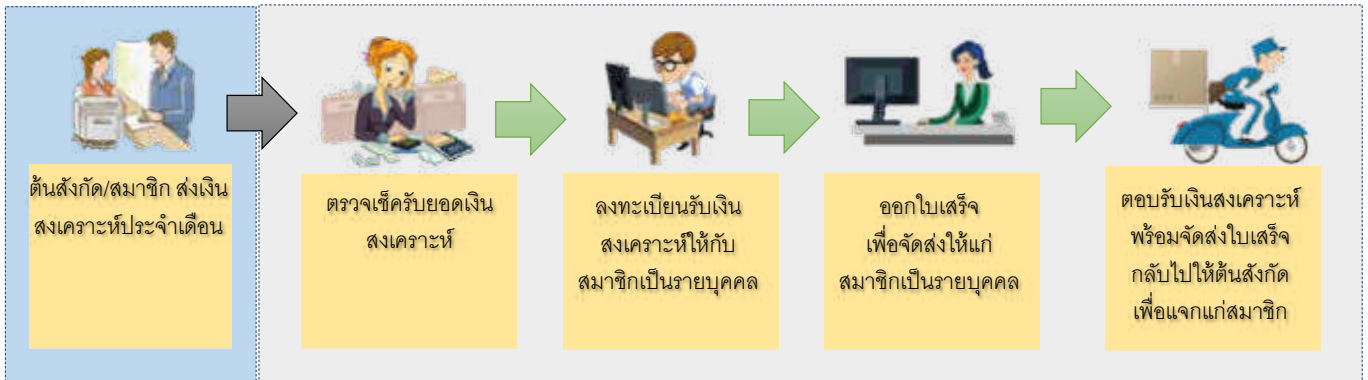 ต้นสังกัด/สมาชิก ส่งเงิน
สงเคราะห์ประจำเดือน
ตรวจเช็ครับยอดเงิน
สงเคราะห์
ลงทะเบียนรับเงิน
สงเคราะห์ให้กับ
สมาชิกเป็นรายบุคคล
ออกใบเสร็จ
เพื่อจัดส่งให้แก่
สมาชิกเป็นรายบุคคล
ตอบรับเงินสงเคราะห์
พร้อมจัดส่งใบเสร็จ
กลับไปให้ต้นสังกัด
เพื่อแจกแก่สมาชิก